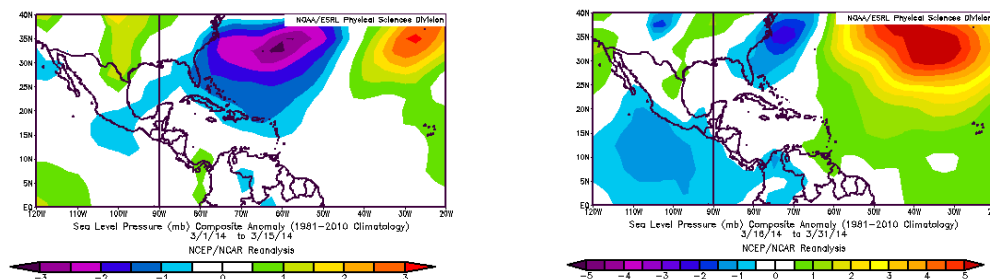 NOAA/ESRL Physical Sciences Division
40N
35N
30N
25N
20N
15N
10N
5N
EQ
120W 110W 100W 90W 80W 70W 60W 50W 40W 30W 20W
Sea Level Pressure (mb) Composite Anomaly (1981-2010 Climatology)
3/1/14 to 3/15/14
NCEP/NCAR Reanalysis
-3 -2 -1 0 1 2 3
NOAA/ESRL Physical Sciences Division
40N
35N
30N
25N
20N
15N
10N
5N
EQ
120W 110W 100W 90W 80W 70W 60W 50W 40W 30W 20W
Sea Level Pressure (mb) Composite Anomaly (1981-2010 Climatology)
3/16/14 to 3/31/14
NCEP/NCAR Reanalysis
-5 -4 -3 -2 -1 0 1 2 3 4 5